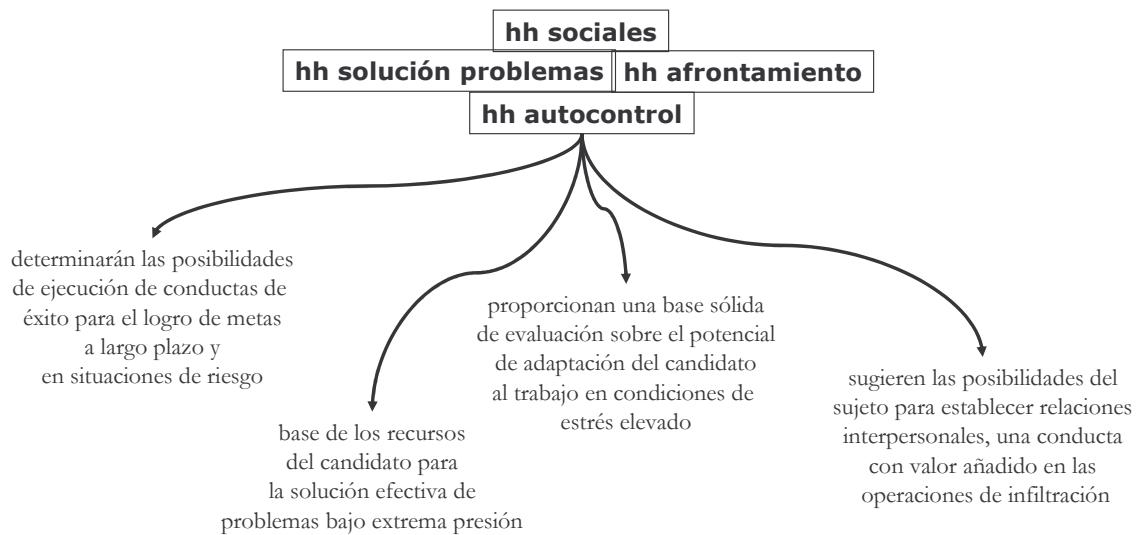 hh sociales
hh solución problemas
hh afrontamiento
hh autocontrol
determinarán las posibilidades
de ejecución de conductas de
éxito para el logro de metas
a largo plazo y
en situaciones de riesgo
base de los recursos
del candidato para
la solución efectiva de
problemas bajo extrema presión
proporcionan una base sólida
de evaluación sobre el potencial
de adaptación del candidato
al trabajo en condiciones de
estrés elevado
sugieren las posibilidades del
sujeto para establecer relaciones
interpersonales, una conducta
con valor añadido en las
operaciones de infiltración